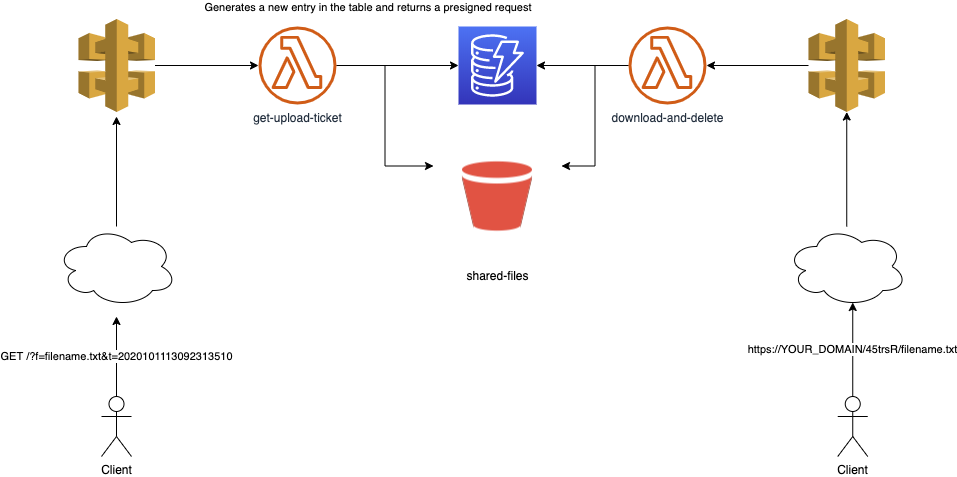 Generates a new entry in the table and returns a presigned request
get-upload-ticket
download-and-delete
shared-files
GET /?f=filename.txt&t=2020101113092313510
https://YOUR_DOMAIN/45trsR/filename.txt
Client
Client